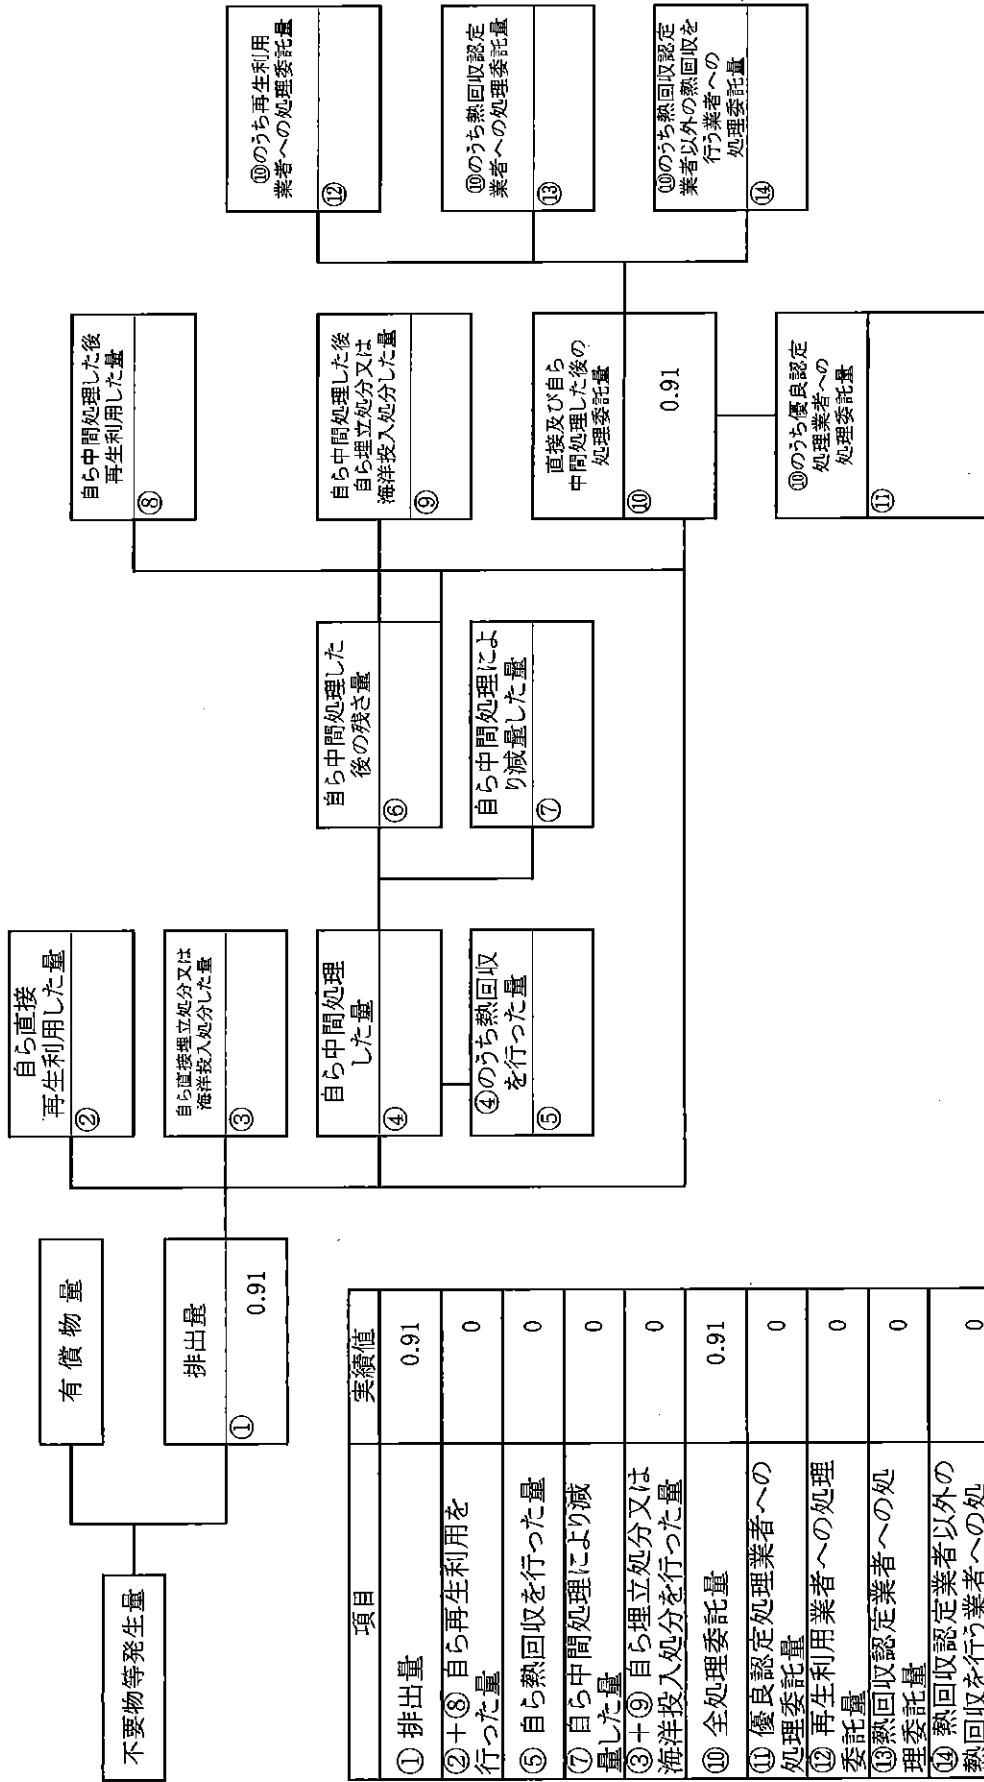 不要物等発生量
有償物量
排出量
①
0.91
自ら直接
再生利用した量
②
自ら直接埋立処分又は
海洋投入処分した量
③
自ら中間処理
した量
④
④のうち熱回収
を行った量
⑤
自ら中間処理した
後の残さ量
⑥
自ら中間処理によ
り減量した量
⑦
自ら中間処理した後
再生利用した量
⑧
自ら中間処理した後
自ら埋立処分又は
海洋投入処分した量
⑨
直接及び自ら
中間処理した後の
処理委託量
⑩
0.91
⑩のうち優良認定
処理業者への
処理委託量
⑪
⑩のうち再生利用
業者への処理委託量
⑫
⑩のうち熱回収認定
業者への処理委託量
⑬
⑩のうち熱回収認定
業者以外の熱回収を
行う業者への
処理委託量
⑭
項目 実績値
①排出量 0.91
②＋⑧自ら再生利用を
行った量 0
⑤自ら熱回収を行った量 0
⑦自ら中間処理により減
量した量 0
③＋⑨自ら埋立処分又は
海洋投入処分を行った量 0
⑩全処理委託量 0.91
⑪優良認定処理業者への
処理委託量 0
⑫再生利用業者への処理
委託量 0
⑬熱回収認定業者への処
理委託量 0
⑭熱回収認定業者以外の
熱回収を行う業者への処 0